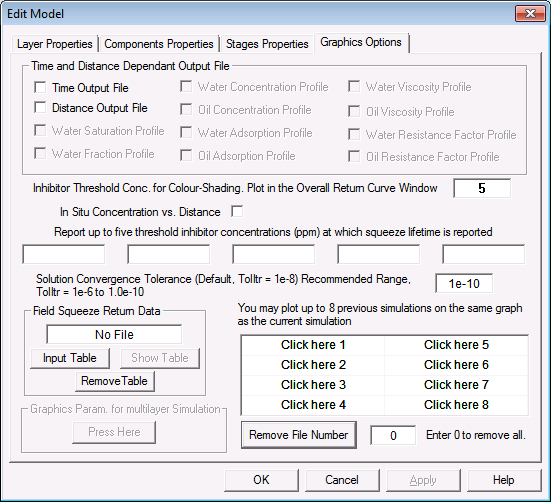 Edit Model
Layer Properties Components Properties Stages Properties Graphics Options
Time and Distance Dependant Output File
Time Output File Water Concentration Profile Water Viscosity Profile
Distance Output File Oil Concentration Profile Oil Viscosity Profile
Water Saturation Profile Water Adsorption Profile Water Resistance Factor Profile
Water Fraction Profile Oil Adsorption Profile Oil Resistance Factor Profile
Inhibitor Threshold Conc. for Colour-Shading. Plot in the Overall Return Curve Window 5
In Situ Concentration vs. Distance
Report up to five threshold inhibitor concentrations (ppm) at which squeeze lifetime is reported
Solution Convergence Tolerance (Default, Tolltr = 1e-8) Recommended Range,
Tolltr = 1e-6 to 1.0e-10
1e-10
Field Squeeze Return Data
No File
Input Table Show Table
RemoveTable
Graphics Param. for multilayer Simulation
Press Here
You may plot up to 8 previous simulations on the same graph
as the current simulation
Click here 1 Click here 5
Click here 2 Click here 6
Click here 3 Click here 7
Click here 4 Click here 8
Remove File Number 0 Enter 0 to remove all.
OK Cancel Apply Help